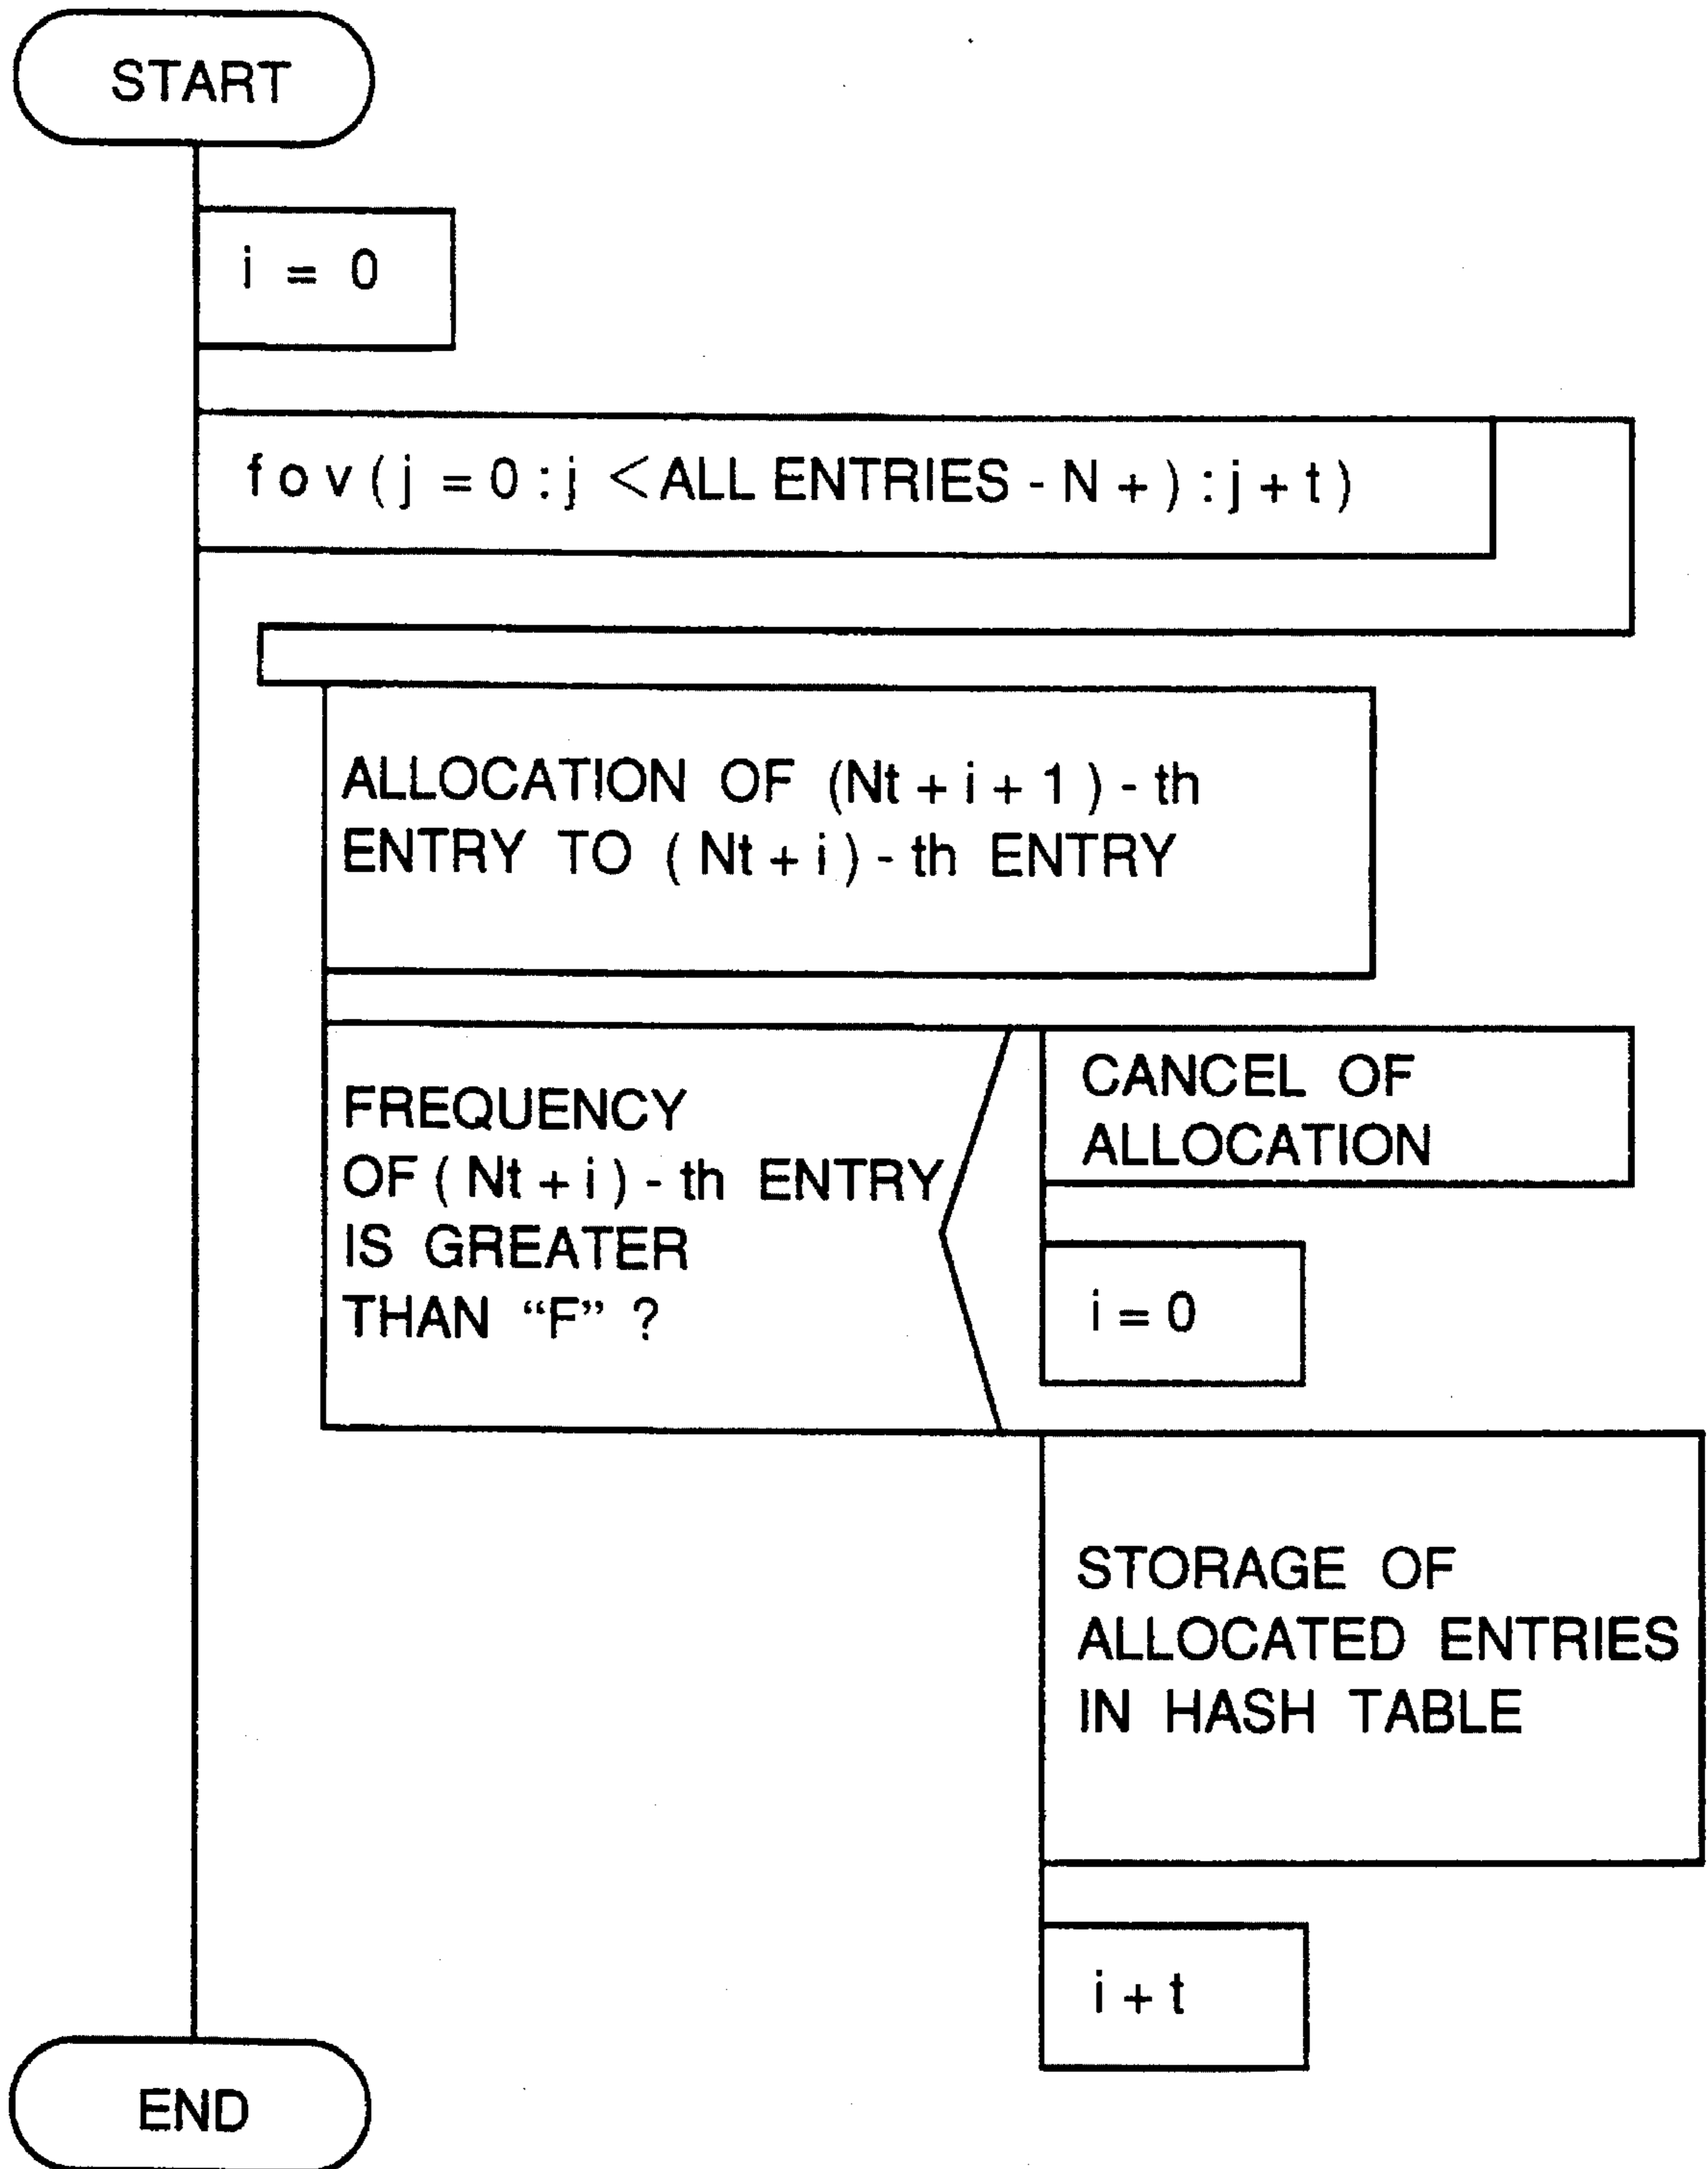 START
i = 0
fov(j = 0 : j < ALL ENTRIES - N + ) : j + t)
ALLOCATION OF (Nt + i + 1) - th
ENTRY TO (Nt + i) - th ENTRY
FREQUENCY
OF (Nt + i) - th ENTRY
IS GREATER
THAN “F” ?
CANCEL OF
ALLOCATION
i = 0
STORAGE OF
ALLOCATED ENTRIES
IN HASH TABLE
i + t
END